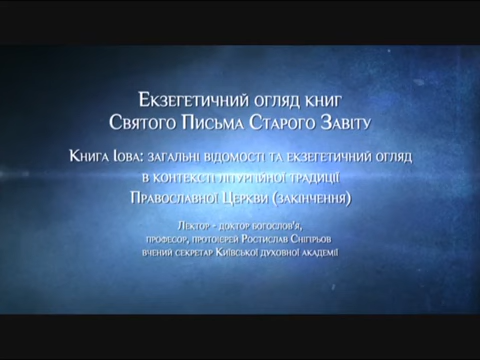 Екзегетичний огляд книг
Святого Письма Старого Завіту
Книга Іова: загальні відомості та екзегетичний огляд
в контексті літургійної традиції
Православної Церкви (закінчення)
Лектор - доктор богослов'я,
професор, протоієрей Ростислав Снігирьов
вчений секретар Київської духовної академії